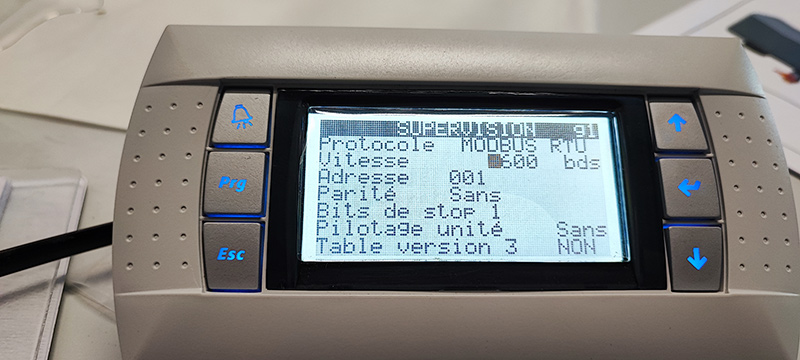 SUPERVISION 91
Protocole MODBUS RTU
Vitesse 600 bds
Adresse 001
Parité Sans
Bits de stop 1
Pilotage unité Sans
Table version 3 NON
Prg
Esc